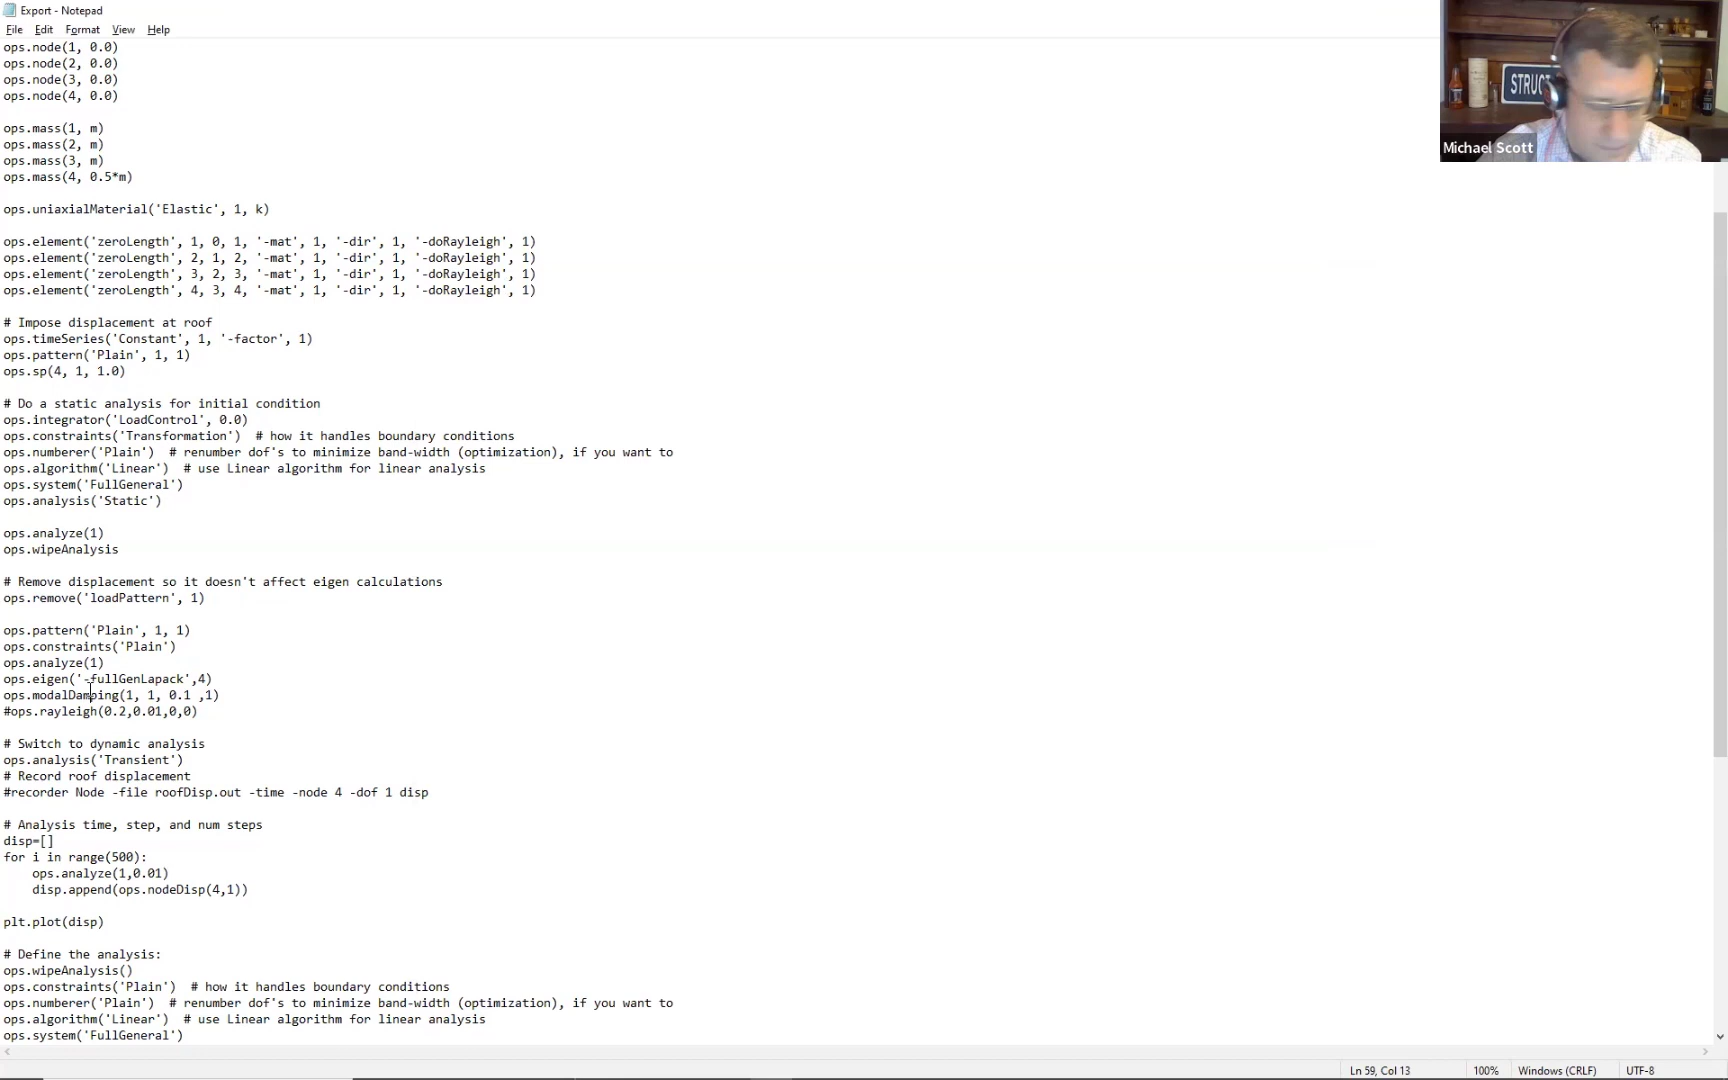 Export - Notepad
File Edit Format View Help
ops.node(1, 0.0)
ops.node(2, 0.0)
ops.node(3, 0.0)
ops.node(4, 0.0)
ops.mass(1, m)
ops.mass(2, m)
ops.mass(3, m)
ops.mass(4, 0.5*m)
ops.uniaxialMaterial('Elastic', 1, k)
ops.element('zeroLength', 1, 0, 1, '-mat', 1, '-dir', 1, '-doRayleigh', 1)
ops.element('zeroLength', 2, 1, 2, '-mat', 1, '-dir', 1, '-doRayleigh', 1)
ops.element('zeroLength', 3, 2, 3, '-mat', 1, '-dir', 1, '-doRayleigh', 1)
ops.element('zeroLength', 4, 3, 4, '-mat', 1, '-dir', 1, '-doRayleigh', 1)
# Impose displacement at roof
ops.timeSeries('Constant', 1, '-factor', 1)
ops.pattern('Plain', 1, 1)
ops.sp(4, 1, 1.0)
# Do a static analysis for initial condition
ops.integrator('LoadControl', 0.0)
ops.constraints('Transformation')  # how it handles boundary conditions
ops.numberer('Plain')  # renumber dof's to minimize band-width (optimization), if you want to
ops.algorithm('Linear')  # use Linear algorithm for linear analysis
ops.system('FullGeneral')
ops.analysis('Static')
ops.analyze(1)
ops.wipeAnalysis
# Remove displacement so it doesn't affect eigen calculations
ops.remove('loadPattern', 1)
ops.pattern('Plain', 1, 1)
ops.constraints('Plain')
ops.analyze(1)
ops.eigen('-fullGenLapack',4)
ops.modalDamping(1, 1, 0.1 ,1)
#ops.rayleigh(0.2,0.01,0,0)
# Switch to dynamic analysis
ops.analysis('Transient')
# Record roof displacement
#recorder Node -file roofDisp.out -time -node 4 -dof 1 disp
# Analysis time, step, and num steps
disp=[]
for i in range(500):
    ops.analyze(1,0.01)
    disp.append(ops.nodeDisp(4,1))
plt.plot(disp)
# Define the analysis:
ops.wipeAnalysis()
ops.constraints('Plain')  # how it handles boundary conditions
ops.numberer('Plain')  # renumber dof's to minimize band-width (optimization), if you want to
ops.algorithm('Linear')  # use Linear algorithm for linear analysis
ops.system('FullGeneral')
STRUCT
Michael Scott
Ln 59, Col 13 100% Windows (CRLF) UTF-8